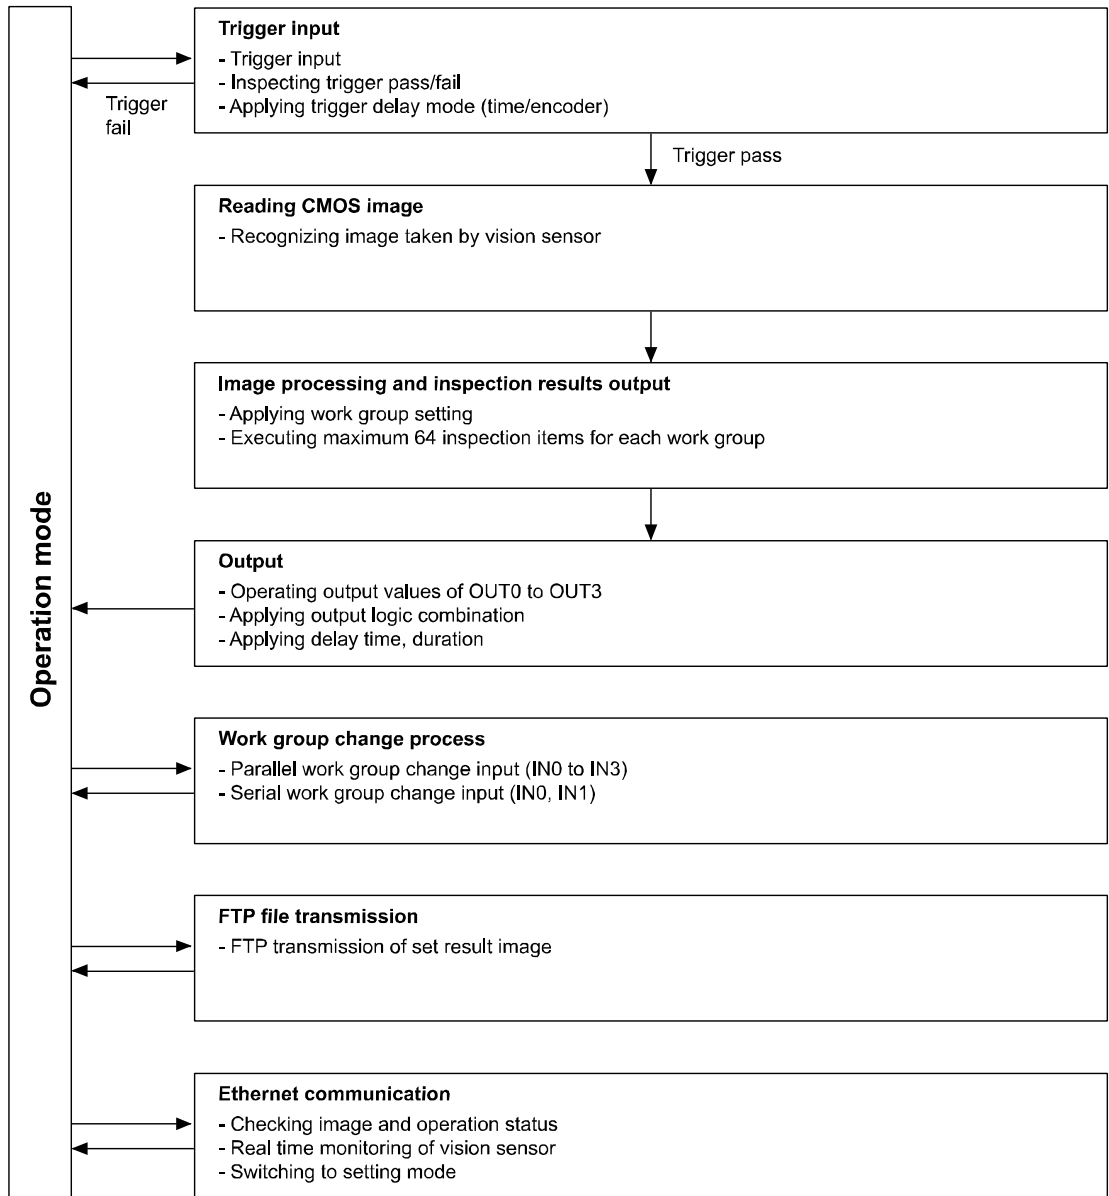 Operation mode
Trigger input
- Trigger input
- Inspecting trigger pass/fail
- Applying trigger delay mode (time/encoder)
Trigger
fail
Trigger pass
Reading CMOS image
- Recognizing image taken by vision sensor
Image processing and inspection results output
- Applying work group setting
- Executing maximum 64 inspection items for each work group
Output
- Operating output values of OUT0 to OUT3
- Applying output logic combination
- Applying delay time, duration
Work group change process
- Parallel work group change input (IN0 to IN3)
- Serial work group change input (IN0, IN1)
FTP file transmission
- FTP transmission of set result image
Ethernet communication
- Checking image and operation status
- Real time monitoring of vision sensor
- Switching to setting mode